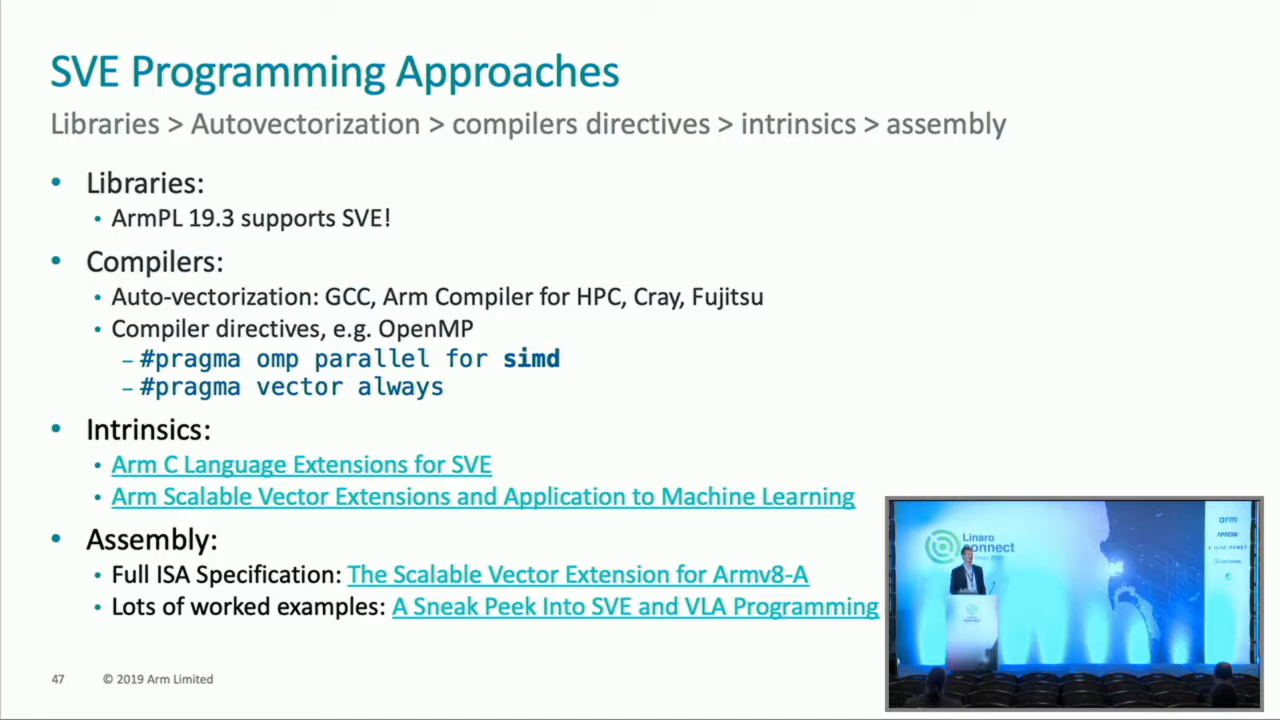 SVE Programming Approaches
Libraries > Autovectorization > compilers directives > intrinsics > assembly
• Libraries:
• ArmPL 19.3 supports SVE!
• Compilers:
• Auto-vectorization: GCC, Arm Compiler for HPC, Cray, Fujitsu
• Compiler directives, e.g. OpenMP
– #pragma omp parallel for simd
– #pragma vector always
• Intrinsics:
• Arm C Language Extensions for SVE
• Arm Scalable Vector Extensions and Application to Machine Learning
• Assembly:
• Full ISA Specification: The Scalable Vector Extension for Armv8-A
• Lots of worked examples: A Sneak Peek Into SVE and VLA Programming
47 © 2019 Arm Limited
Linaro
connect
arm